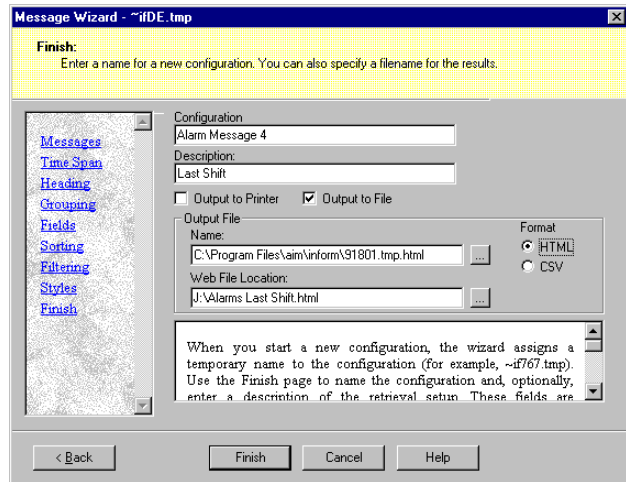 Message Wizard - ~ifDE.tmp
Finish:
Enter a name for a new configuration. You can also specify a filename for the results.
Messages
Time Span
Heading
Grouping
Fields
Sorting
Filtering
Styles
Finish
Configuration
Alarm Message 4
Description:
Last Shift
Output to Printer
Output to File
Output File
Name:
C:\Program Files\aim\inform\91801.tmp.html
...
Web File Location:
J:\Alarms Last Shift.html
...
Format
HTML
CSV
When you start a new configuration, the wizard assigns a
temporary name to the configuration (for example, ~if767.tmp).
Use the Finish page to name the configuration and, optionally,
enter a description of the retrieval setup. These fields are
< Back
Finish
Cancel
Help